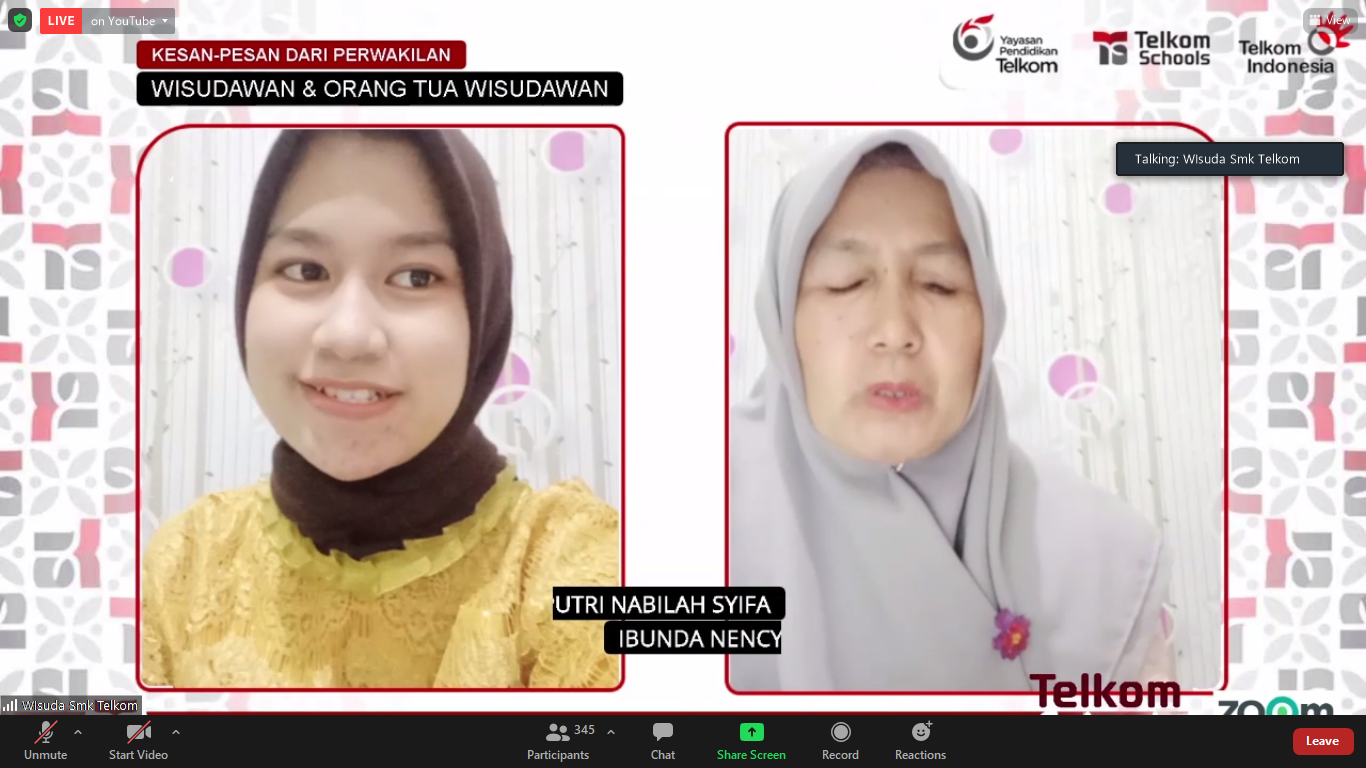 LIVE on YouTube
View
KESAN-PESAN DARI PERWAKILAN
WISUDAWAN & ORANG TUA WISUDAWAN
Yayasan
Pendidikan
Telkom
Telkom
Schools
Telkom
Indonesia
Talking: WIsuda Smk Telkom
PUTRI NABILAH SYIFA
IBUNDA NENCY
Telkom
zoom
WIsuda Smk Telkom
Unmute
Start Video
345
Participants
Chat
Share Screen
Record
Reactions
Leave